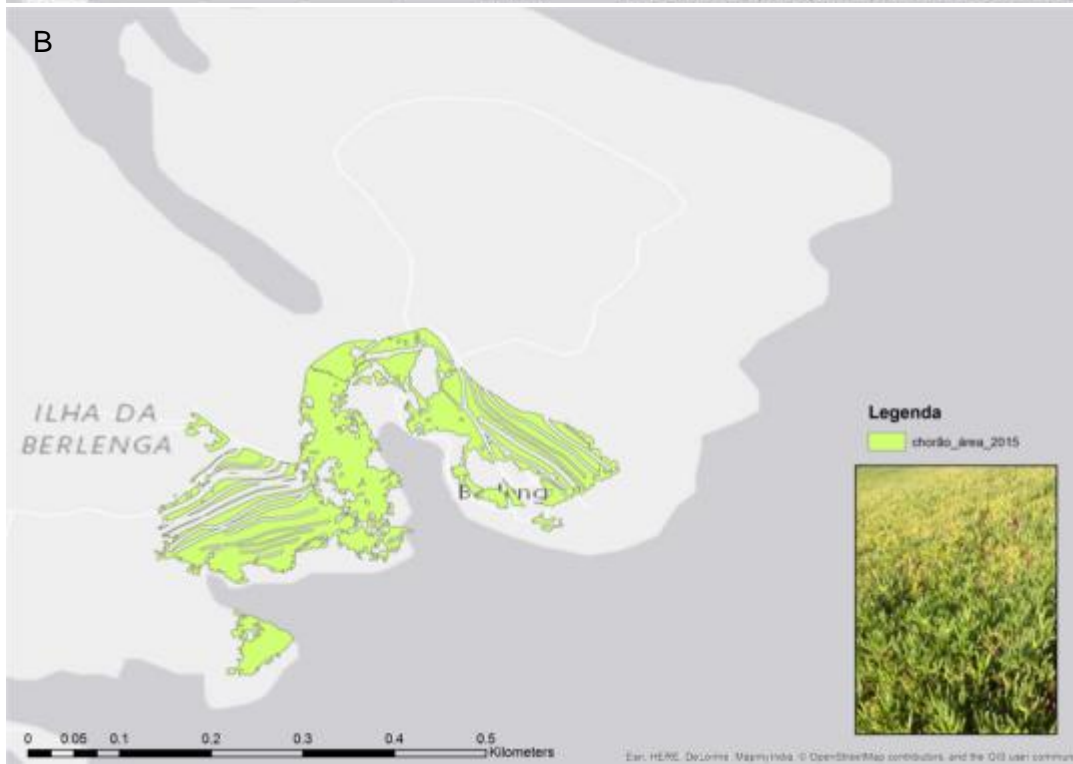 B
ILHA DA
BERLENGA
Legenda
chorão_área_2015
0 0.05 0.1 0.2 0.3 0.4 0.5
Kilometers
Esri, HERE, DeLorme, MapmyIndia, © OpenStreetMap contributors, and the GIS user